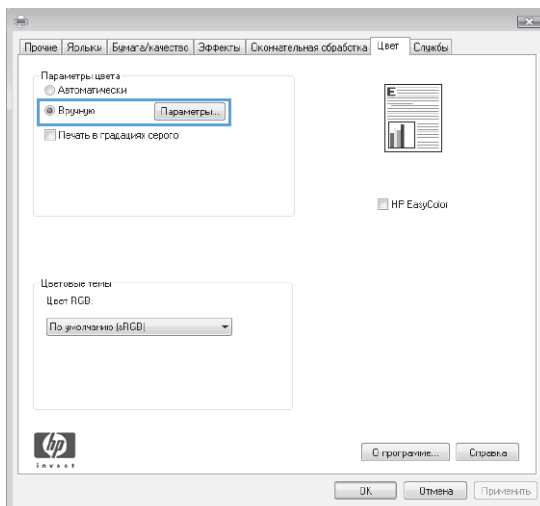 Прочие Ярлыки Бумага/качество Эффекты Окончательная обработка Цвет Службы
Параметры цвета
Автоматически
Вручную Параметры...
Печать в градациях серого
E
HP EasyColor
Цветовые темы
Цвет RGB:
По умолчанию (sRGB)
hp
invent
О программе... Справка
OK Отмена Применить